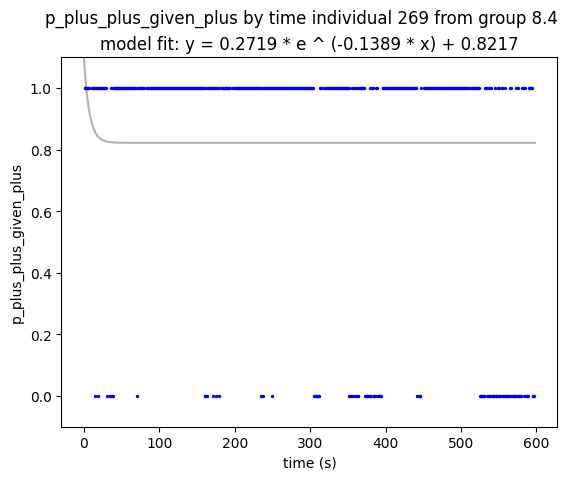 p_plus_plus_given_plus by time individual 269 from group 8.4
model fit: y = 0.2719 * e ^ (-0.1389 * x) + 0.8217
p_plus_plus_given_plus
1.0
0.8
0.6
0.4
0.2
0.0
0 100 200 300 400 500 600
time (s)